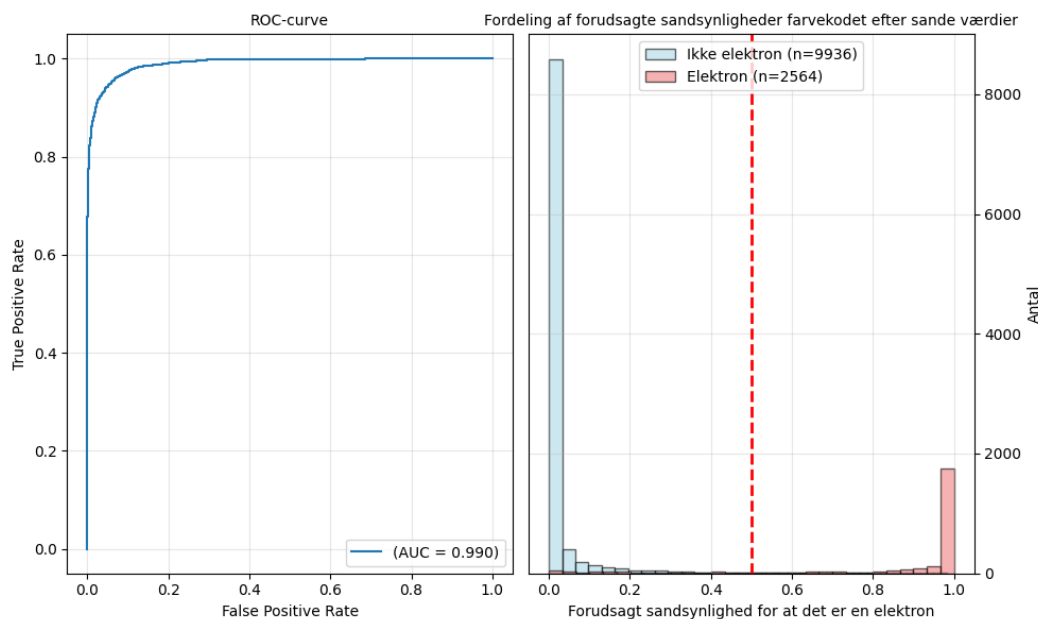 ROC-curve
True Positive Rate
1.0
0.8
0.6
0.4
0.2
0.0
(AUC = 0.990)
0.0 0.2 0.4 0.6 0.8 1.0
False Positive Rate
Fordeling af forudsagte sandsynligheder farvekodet efter sande værdier
Ikke elektron (n=9936)
Elektron (n=2564)
8000
6000
4000
2000
0
Antal
0.0 0.2 0.4 0.6 0.8 1.0
Forudsagt sandsynlighed for at det er en elektron